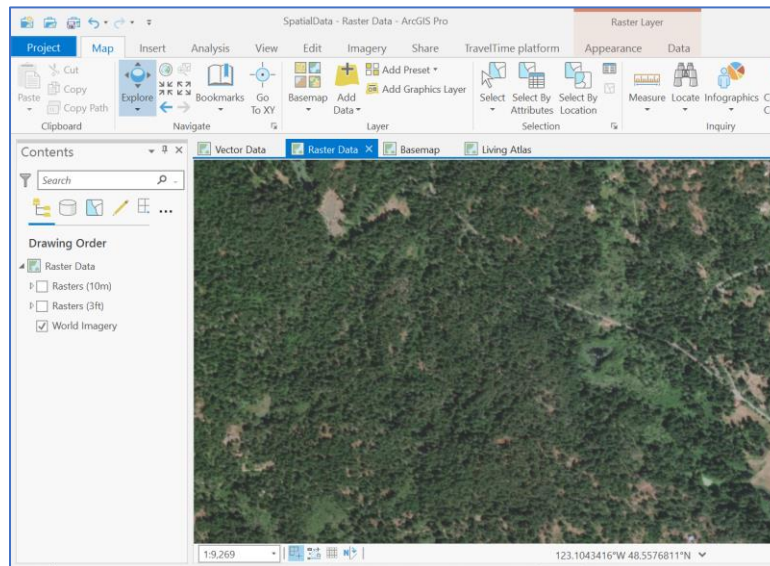 SpatialData - Raster Data - ArcGIS Pro
Raster Layer
Project Map Insert Analysis View Edit Imagery Share TravelTime platform Appearance Data
Cut
Copy
Copy Path
Paste
Clipboard
Explore
Bookmarks
Go
To XY
Navigate
Basemap
Add
Data
Add Preset
Add Graphics Layer
Layer
Select
Select By
Attributes
Select By
Location
Selection
Measure
Locate
Infographics
Inquiry
Contents
Search
Drawing Order
Raster Data
Rasters (10m)
Rasters (3ft)
World Imagery
Vector Data
Raster Data
Basemap
Living Atlas
1:9,269
123.1043416°W 48.5576811°N